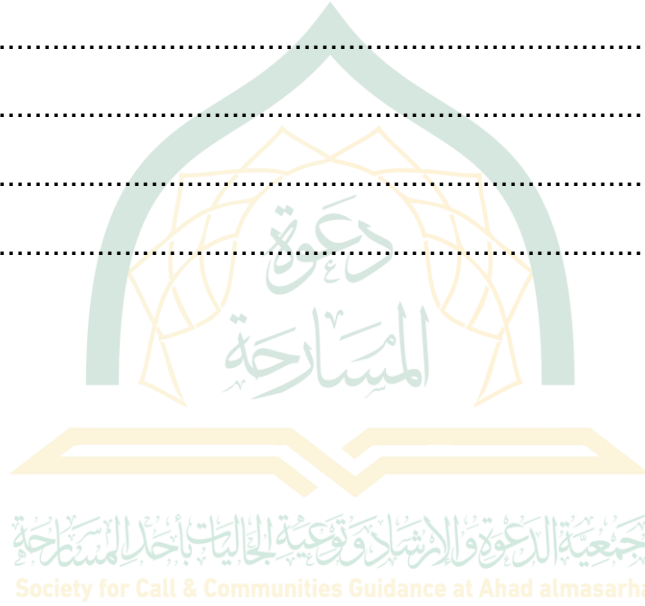 ................................................................................
................................................................................
................................................................................
................................................................................
دعوة
المسارحة
جمعية الدعوة والإرشاد وتوعية الجاليات بأحد المسارحة
Society for Call & Communities Guidance at Ahad almasarha